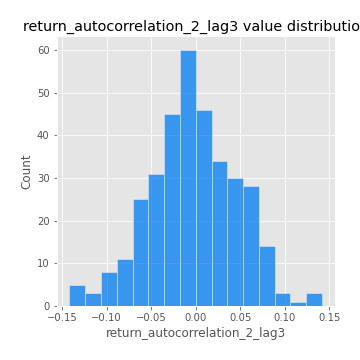 return_autocorrelation_2_lag3 value distributio
60
50
40
30
20
10
0
Count
−0.15 −0.10 −0.05 0.00 0.05 0.10 0.15
return_autocorrelation_2_lag3